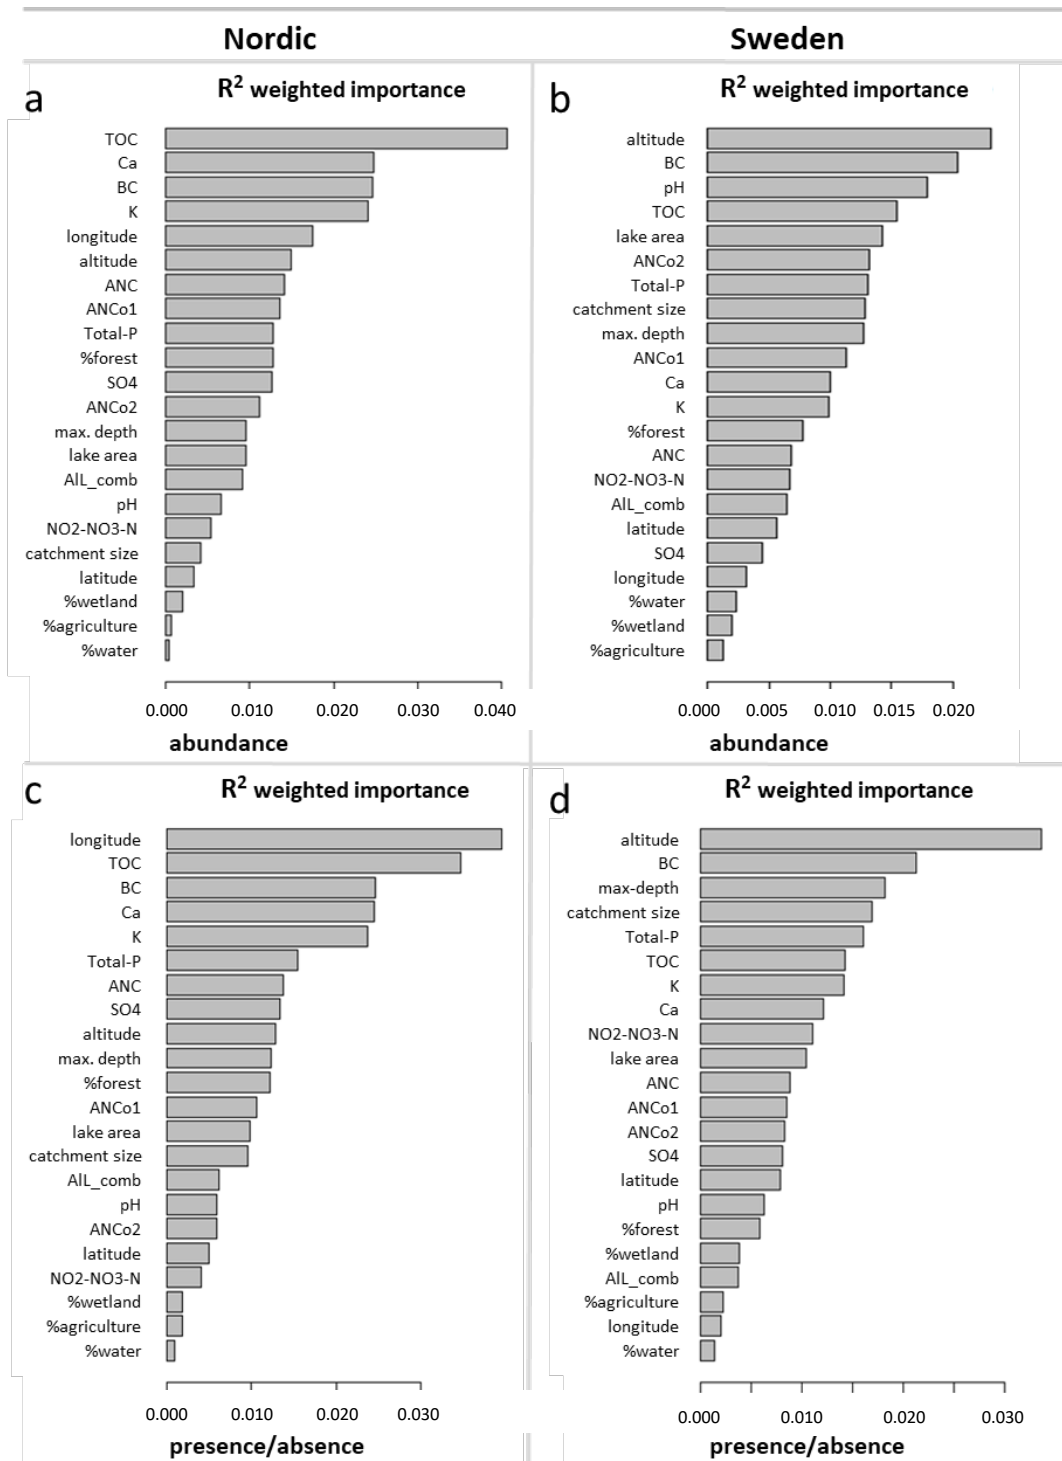 Nordic
Sweden
a
R² weighted importance
TOC
Ca
BC
K
longitude
altitude
ANC
ANCo1
Total-P
%forest
SO4
ANCo2
max. depth
lake area
AlL_comb
pH
NO2-NO3-N
catchment size
latitude
%wetland
%agriculture
%water
0.000 0.010 0.020 0.030 0.040
abundance
b
R² weighted importance
altitude
BC
pH
TOC
lake area
ANCo2
Total-P
catchment size
max. depth
ANCo1
Ca
K
%forest
ANC
NO2-NO3-N
AlL_comb
latitude
SO4
longitude
%water
%wetland
%agriculture
0.000 0.005 0.010 0.015 0.020
abundance
c
R² weighted importance
longitude
TOC
BC
Ca
K
Total-P
ANC
SO4
altitude
max. depth
%forest
ANCo1
lake area
catchment size
AlL_comb
pH
ANCo2
latitude
NO2-NO3-N
%wetland
%agriculture
%water
0.000 0.010 0.020 0.030
presence/absence
d
R² weighted importance
altitude
BC
max-depth
catchment size
Total-P
TOC
K
Ca
NO2-NO3-N
lake area
ANC
ANCo1
ANCo2
SO4
latitude
pH
%forest
%wetland
AlL_comb
%agriculture
longitude
%water
0.000 0.010 0.020 0.030
presence/absence